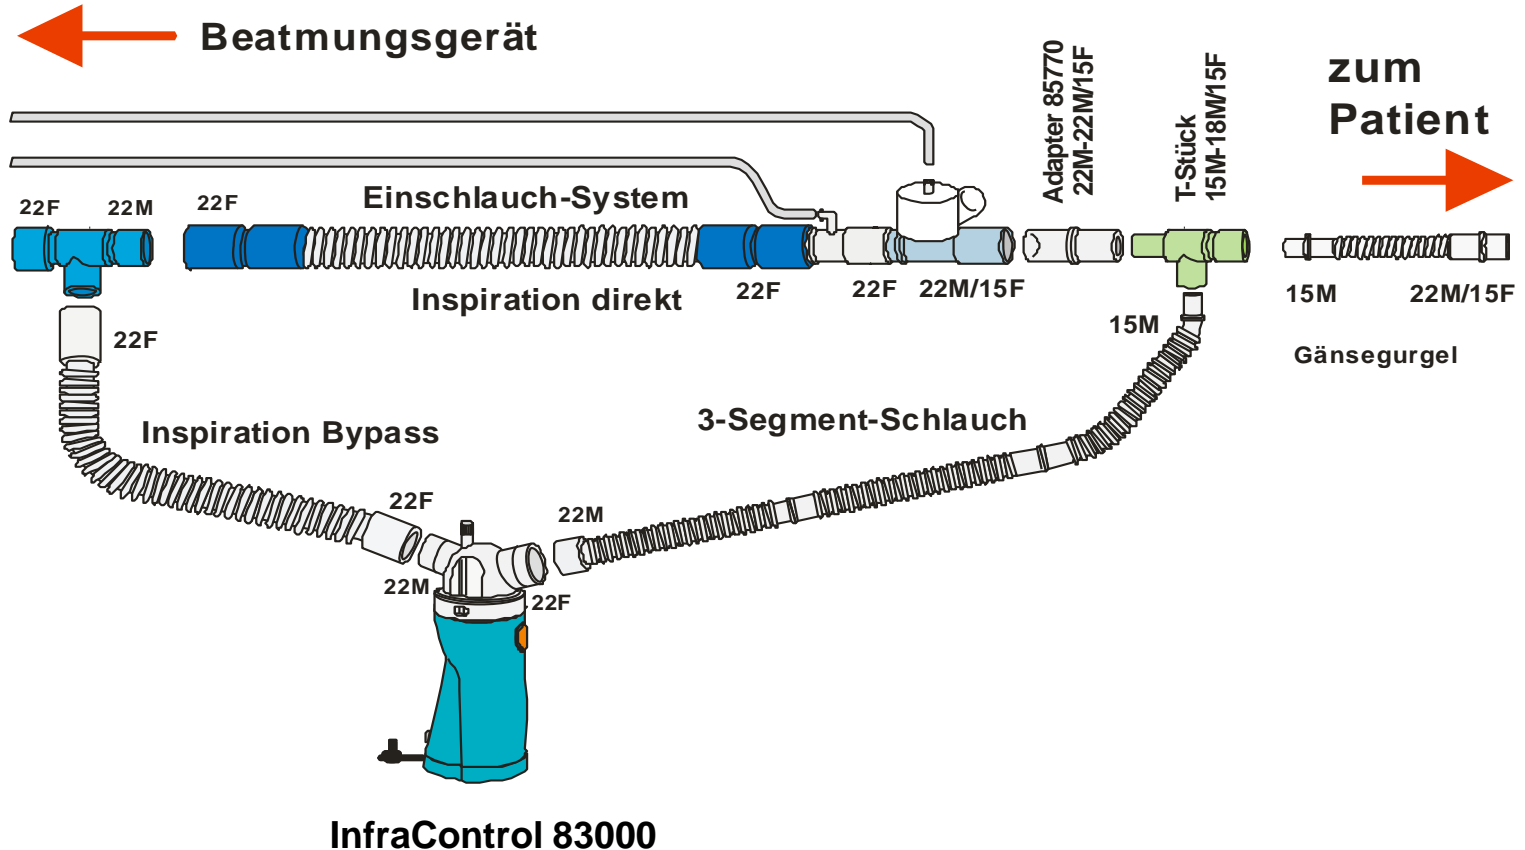 Beatmungsgerät
zum
Patient
Adapter 85770
22M-22M/15F
T-Stück
15M-18M/15F
22F
22M
22F
Einschlauch-System
Inspiration direkt
22F
22F
22M/15F
15M
22M/15F
Gänsegurgel
22F
15M
Inspiration Bypass
3-Segment-Schlauch
22F
22M
22M
22F
InfraControl 83000